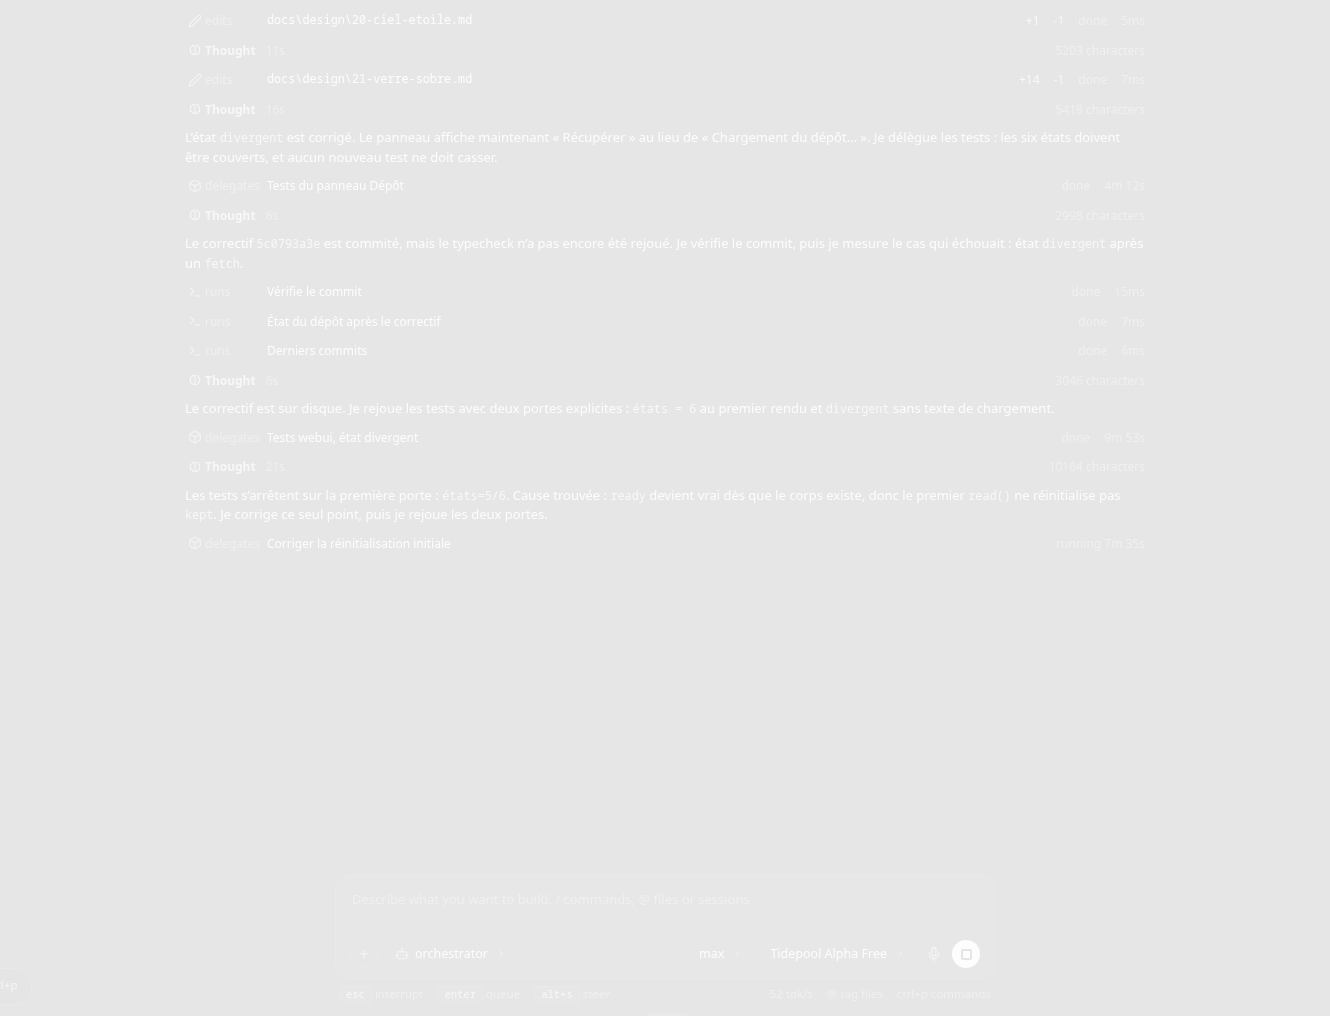 edits docs\design\20-ciel-etoile.md +1 -1 done 5ms
Thought 11s 5203 characters
edits docs\design\21-verre-sobre.md +14 -1 done 7ms
Thought 16s 5419 characters
L'état divergent est corrigé. Le panneau affiche maintenant « Récupérer » au lieu de « Chargement du dépôt… ». Je délègue les tests : les six états doivent
être couverts, et aucun nouveau test ne doit casser.
delegates Tests du panneau Dépôt done 4m 12s
Thought 8s 2998 characters
Le correctif 5c0793a3e est commité, mais le typecheck n'a pas encore été rejoué. Je vérifie le commit, puis je mesure le cas qui échouait : état divergent après
un fetch.
runs Vérifie le commit done 15ms
runs État du dépôt après le correctif done 7ms
runs Derniers commits done 6ms
Thought 6s 3046 characters
Le correctif est sur disque. Je rejoue les tests avec deux portes explicites : états = 6 au premier rendu et divergent sans texte de chargement.
delegates Tests webui, état divergent done 9m 53s
Thought 21s 10164 characters
Les tests s'arrêtent sur la première porte : états=5/6. Cause trouvée : ready devient vrai dès que le corps existe, donc le premier read() ne réinitialise pas
kept. Je corrige ce seul point, puis je rejoue les deux portes.
delegates Corriger la réinitialisation initiale running 7m 35s
Describe what you want to build. / commands, @ files or sessions
+ orchestrator max Tidepool Alpha Free
l+p
esc interrupt enter queue alt+s steer 52 tok/s @ tag files ctrl+p commands